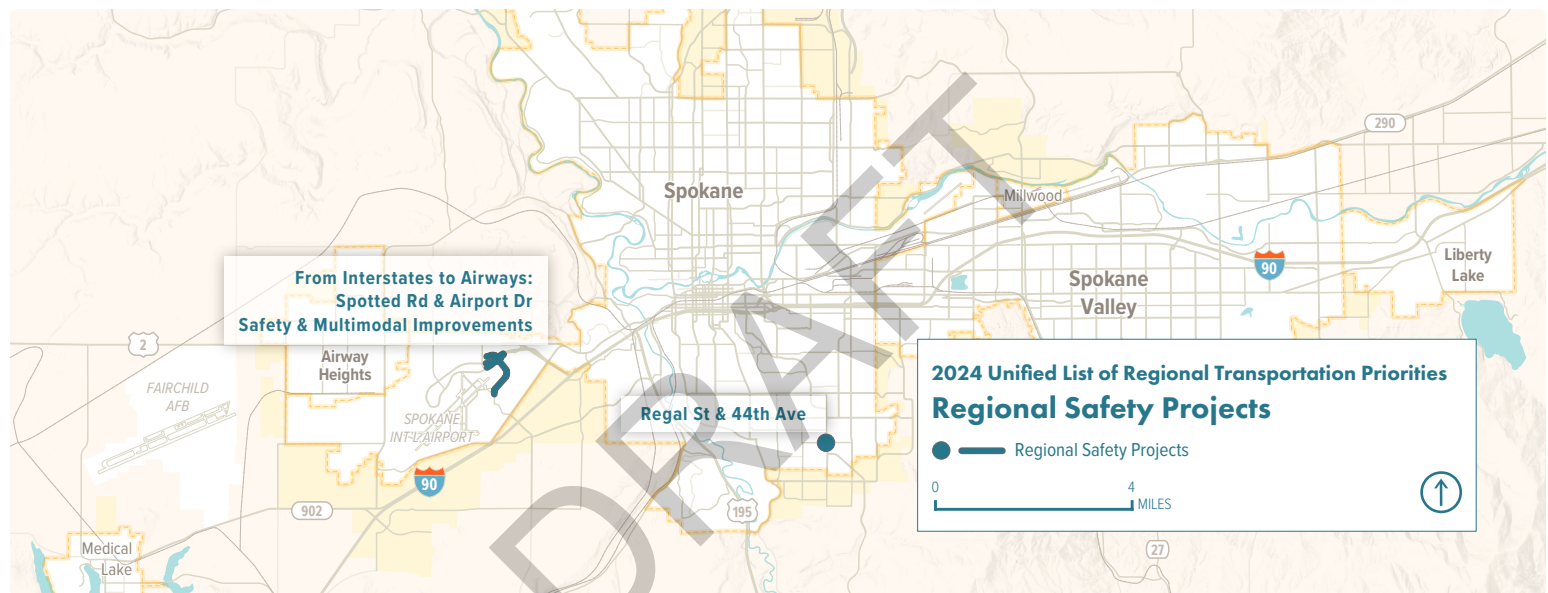 290
Spokane
Millwood
From Interstates to Airways:
Spotted Rd & Airport Dr
Safety & Multimodal Improvements
Liberty
Lake
90
Spokane
Valley
2
Airway
Heights
FAIRCHILD
AFB
SPOKANE
INT'L AIRPORT
Regal St & 44th Ave
90
902
195
Medical
Lake
27
DRAFT
2024 Unified List of Regional Transportation Priorities
Regional Safety Projects
Regional Safety Projects
0 4
MILES